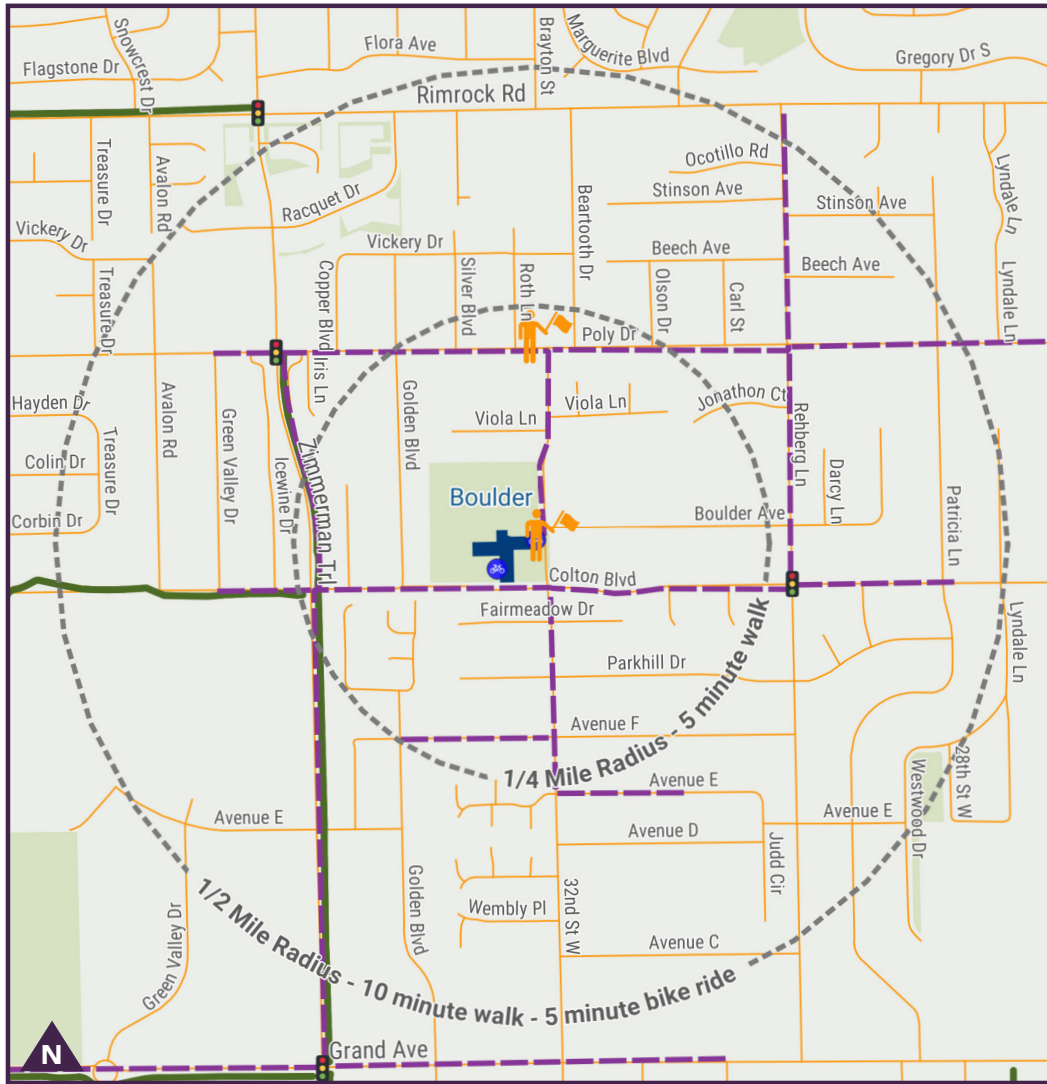 Snowcrest Dr
Flora Ave
Brayton St
Marguerite Blvd
Gregory Dr S
Flagstone Dr
Rimrock Rd
Treasure Dr
Avalon Rd
Racquet Dr
Beartooth Dr
Ocotillo Rd
Stinson Ave
Stinson Ave
Lyndale Ln
Vickery Dr
Vickery Dr
Beech Ave
Beech Ave
Treasure Dr
Copper Blvd
Silver Blvd
Roth Ln
Olson Dr
Carl St
Lyndale Ln
Poly Dr
Iris Ln
Hayden Dr
Avalon Rd
Golden Blvd
Viola Ln
Viola Ln
Jonathon Ct
Rehberg Ln
Treasure Dr
Green Valley Dr
Icewine Dr
Zimmerman Trl
Colin Dr
Darcy Ln
Patricia Ln
Boulder
Corbin Dr
Boulder Ave
Colton Blvd
Fairmeadow Dr
Lyndale Ln
Parkhill Dr
Avenue F
1/4 Mile Radius - 5 minute walk
Avenue E
28th St W
Westwood Dr
Avenue E
Avenue E
Avenue D
Judd Cir
Golden Blvd
32nd St W
Wembly Pl
Green Valley Dr
Avenue C
1/2 Mile Radius - 10 minute walk - 5 minute bike ride
N
Grand Ave